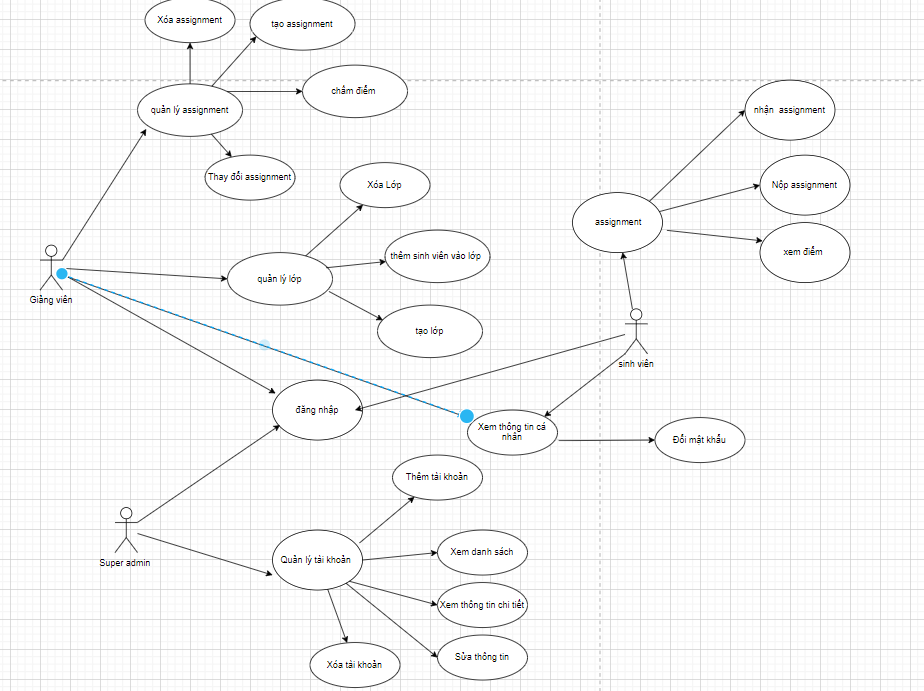 Xóa assignment
tạo assignment
chấm điểm
quản lý assignment
nhận assignment
Thay đổi assignment
Xóa Lớp
Nộp assignment
assignment
thêm sinh viên vào lớp
xem điểm
quản lý lớp
Giảng viên
tạo lớp
sinh viên
đăng nhập
Xem thông tin cá
nhân
Đổi mật khẩu
Thêm tài khoản
Xem danh sách
Super admin
Quản lý tài khoản
Xem thông tin chi tiết
Sửa thông tin
Xóa tài khoản